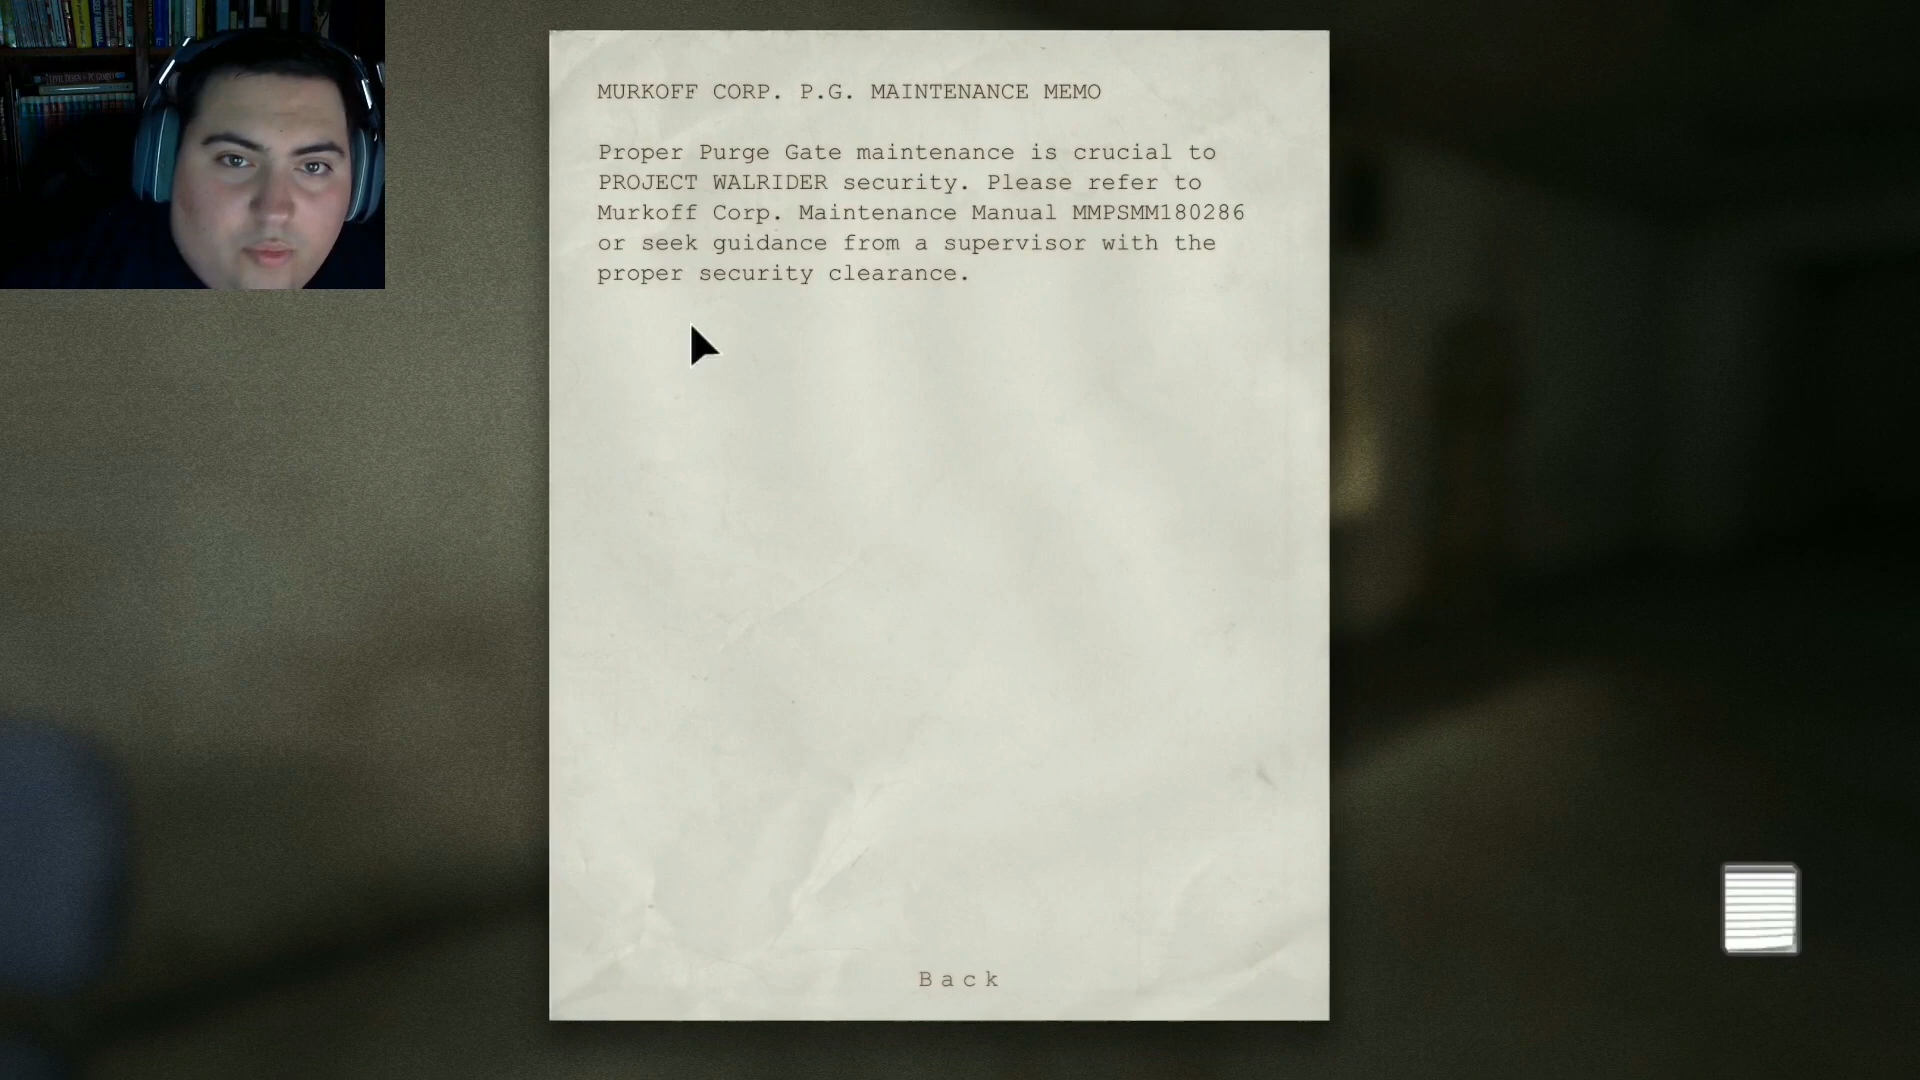 MURKOFF CORP. P.G. MAINTENANCE MEMO
Proper Purge Gate maintenance is crucial to
PROJECT WALRIDER security. Please refer to
Murkoff Corp. Maintenance Manual MMPSMM180286
or seek guidance from a supervisor with the
proper security clearance.
Back